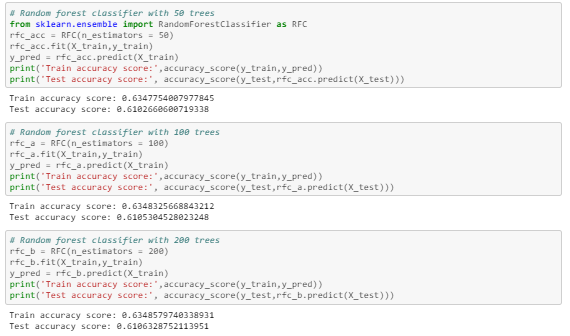 # Random forest classifier with 50 trees
from sklearn.ensemble import RandomForestClassifier as RFC
rfc_acc = RFC(n_estimators = 50)
rfc_acc.fit(X_train,y_train)
y_pred = rfc_acc.predict(X_train)
print('Train accuracy score:',accuracy_score(y_train,y_pred))
print('Test accuracy score:', accuracy_score(y_test,rfc_acc.predict(X_test)))
Train accuracy score: 0.6347754007977845
Test accuracy score: 0.6102660600719338
# Random forest classifier with 100 trees
rfc_a = RFC(n_estimators = 100)
rfc_a.fit(X_train,y_train)
y_pred = rfc_a.predict(X_train)
print('Train accuracy score:',accuracy_score(y_train,y_pred))
print('Test accuracy score:', accuracy_score(y_test,rfc_a.predict(X_test)))
Train accuracy score: 0.6348325668843212
Test accuracy score: 0.6105304528023248
# Random forest classifier with 200 trees
rfc_b = RFC(n_estimators = 200)
rfc_b.fit(X_train,y_train)
y_pred = rfc_b.predict(X_train)
print('Train accuracy score:',accuracy_score(y_train,y_pred))
print('Test accuracy score:', accuracy_score(y_test,rfc_b.predict(X_test)))
Train accuracy score: 0.6348579740338931
Test accuracy score: 0.6106328752113951